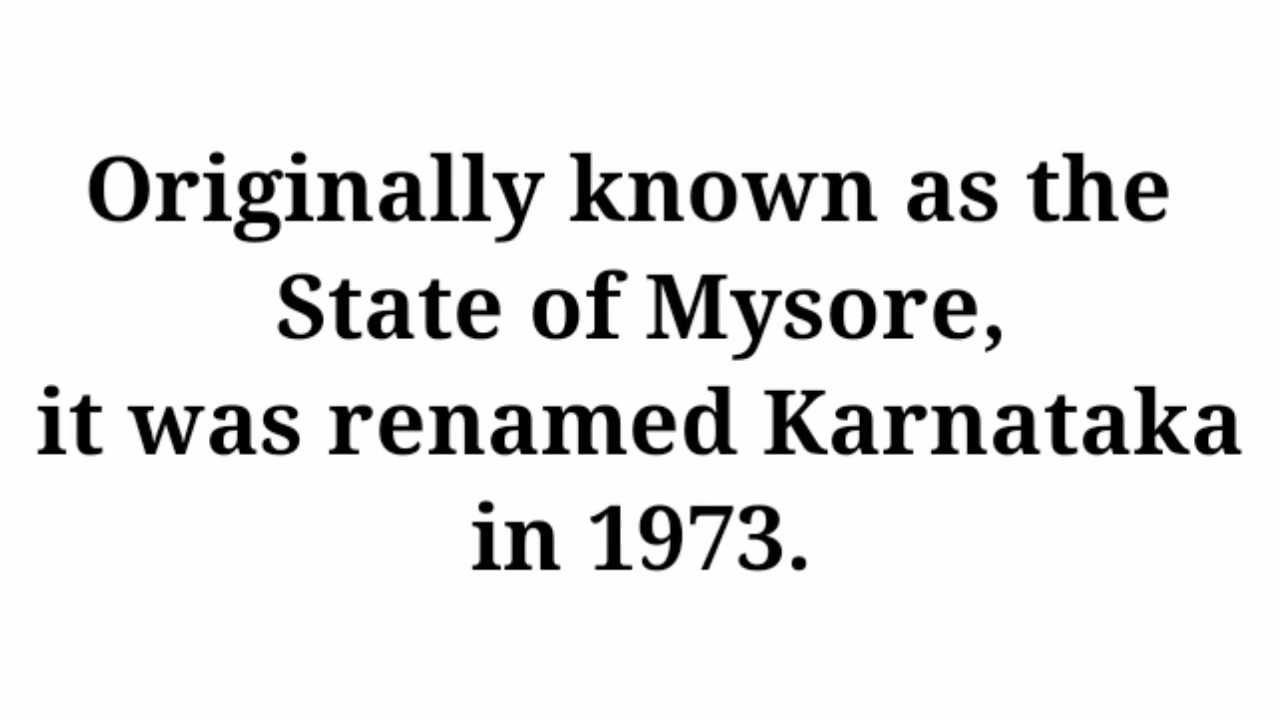 Originally known as the
State of Mysore,
it was renamed Karnataka
in 1973.